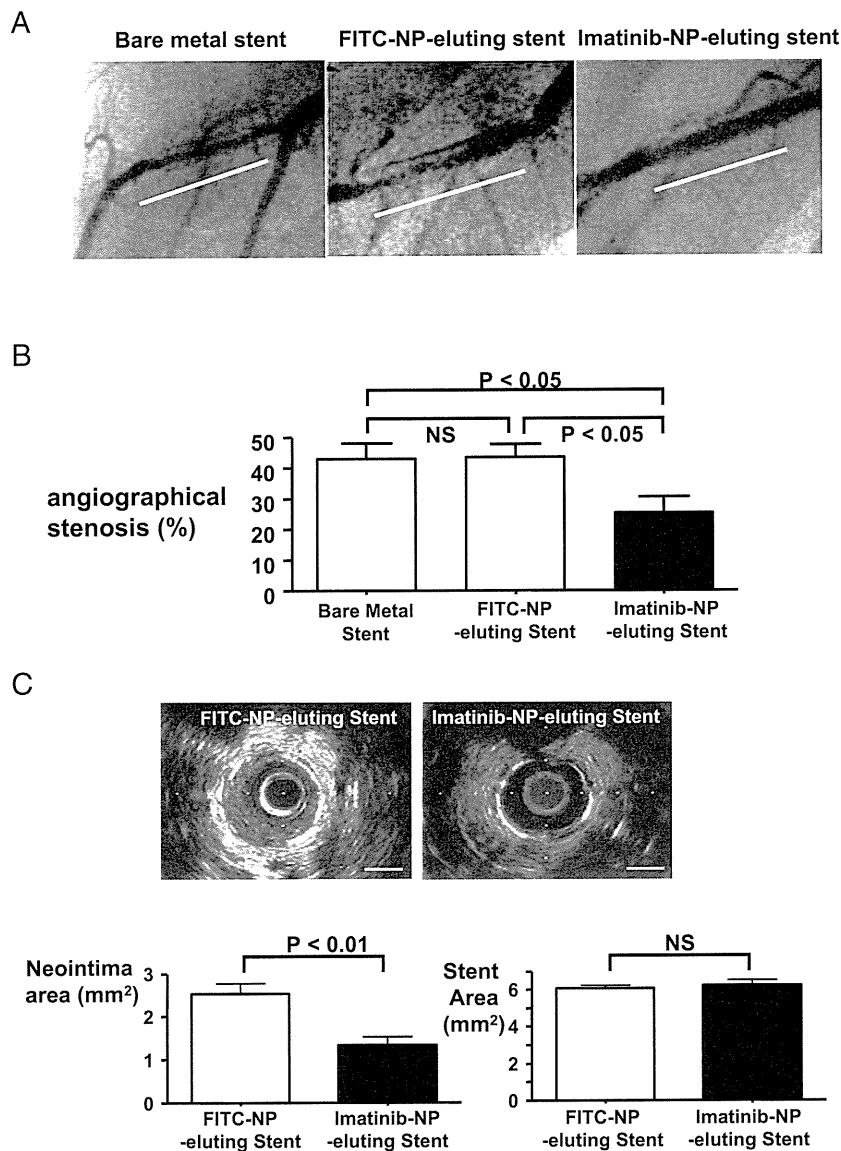 A
Bare metal stent
FITC-NP-eluting stent
Imatinib-NP-eluting stent
B
P < 0.05
NS
P < 0.05
angiographical
stenosis (%)
50
40
30
20
10
0
Bare Metal
Stent
FITC-NP
-eluting Stent
Imatinib-NP
-eluting Stent
C
FITC-NP-eluting Stent
Imatinib-NP-eluting Stent
P < 0.01
Neointima
area (mm²)
3
2
1
0
FITC-NP
-eluting Stent
Imatinib-NP
-eluting Stent
NS
Stent
Area
(mm²)
6
4
2
0
FITC-NP
-eluting Stent
Imatinib-NP
-eluting Stent